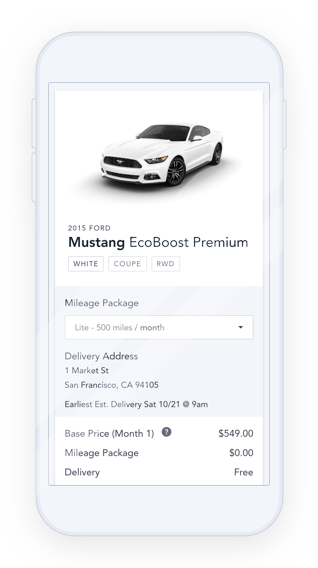 2015 FORD
Mustang EcoBoost Premium
WHITE COUPE RWD
Mileage Package
Lite - 500 miles / month
Delivery Address
1 Market St
San Francisco, CA 94105
Earliest Est. Delivery Sat 10/21 @ 9am
Base Price (Month 1) ? $549.00
Mileage Package $0.00
Delivery Free